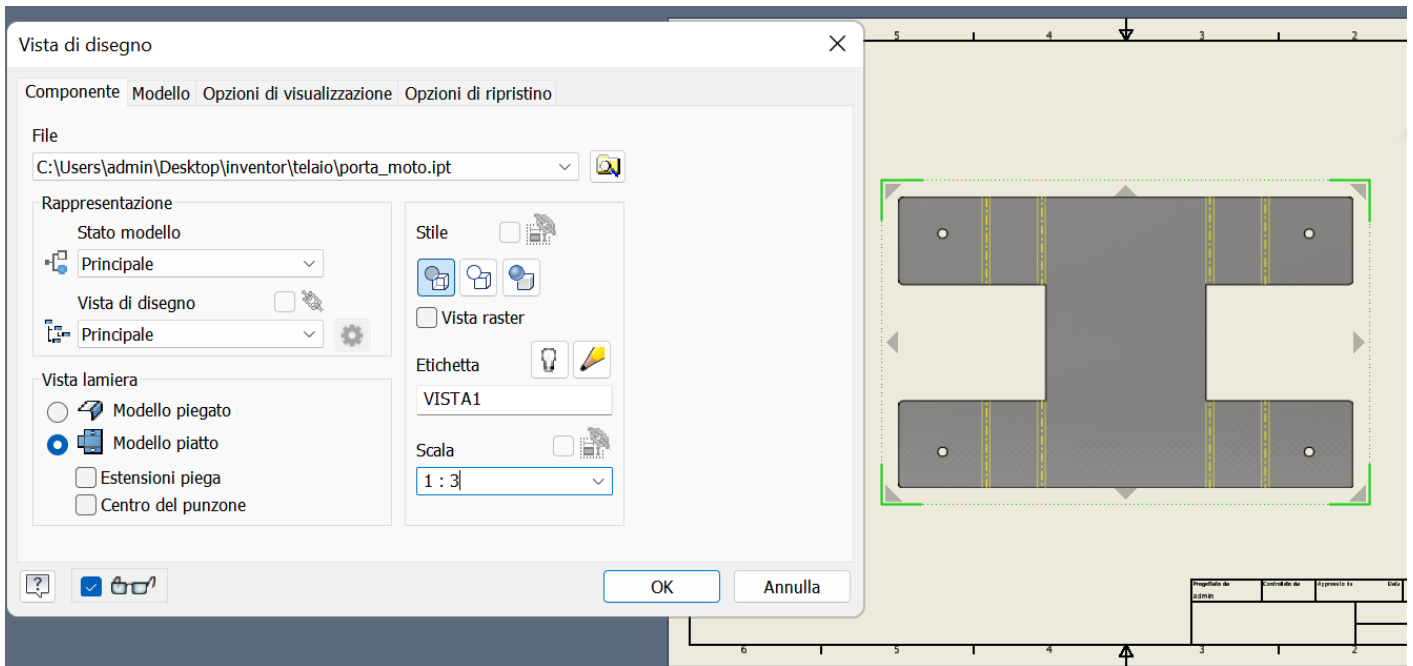 Vista di disegno
Componente Modello Opzioni di visualizzazione Opzioni di ripristino
File
C:\Users\admin\Desktop\inventor\telaio\porta_moto.ipt
Rappresentazione
Stato modello
Principale
Vista di disegno
Principale
Vista lamiera
Modello piegato
Modello piatto
Estensioni piega
Centro del punzone
Stile
Vista raster
Etichetta
VISTA1
Scala
1 : 3
?
OK Annulla
5 4 3 2
Progettato da Controllato da Approvato da Data
admin
6 5 4 3 2